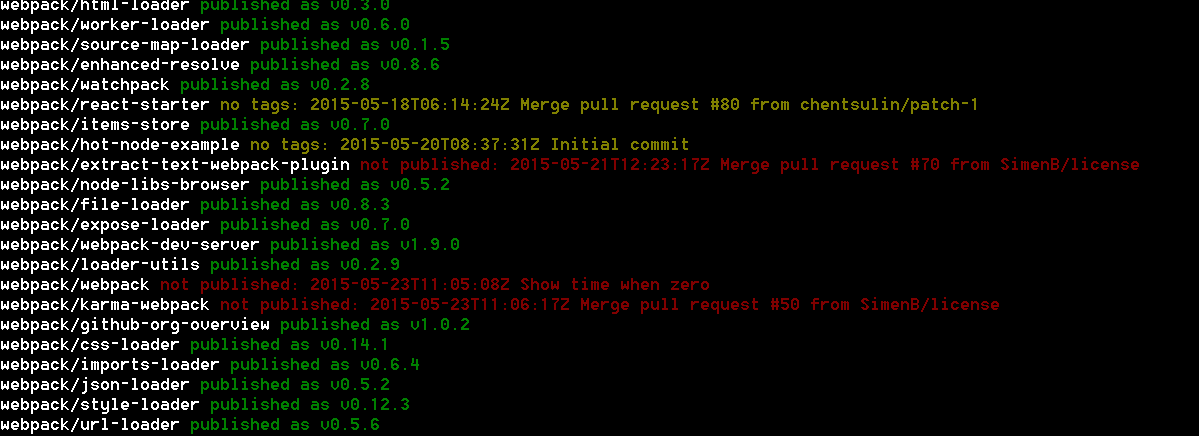 webpack/html-loader published as v0.3.0
webpack/worker-loader published as v0.6.0
webpack/source-map-loader published as v0.1.5
webpack/enhanced-resolve published as v0.8.6
webpack/watchpack published as v0.2.8
webpack/react-starter no tags: 2015-05-18T06:14:24Z Merge pull request #80 from chentsulin/patch-1
webpack/items-store published as v0.7.0
webpack/hot-node-example no tags: 2015-05-20T08:37:31Z Initial commit
webpack/extract-text-webpack-plugin not published: 2015-05-21T12:23:17Z Merge pull request #70 from SimenB/license
webpack/node-libs-browser published as v0.5.2
webpack/file-loader published as v0.8.3
webpack/expose-loader published as v0.7.0
webpack/webpack-dev-server published as v1.9.0
webpack/loader-utils published as v0.2.9
webpack/webpack not published: 2015-05-23T11:05:08Z Show time when zero
webpack/karma-webpack not published: 2015-05-23T11:06:17Z Merge pull request #50 from SimenB/license
webpack/github-org-overview published as v1.0.2
webpack/css-loader published as v0.14.1
webpack/imports-loader published as v0.6.4
webpack/json-loader published as v0.5.2
webpack/style-loader published as v0.12.3
webpack/url-loader published as v0.5.6